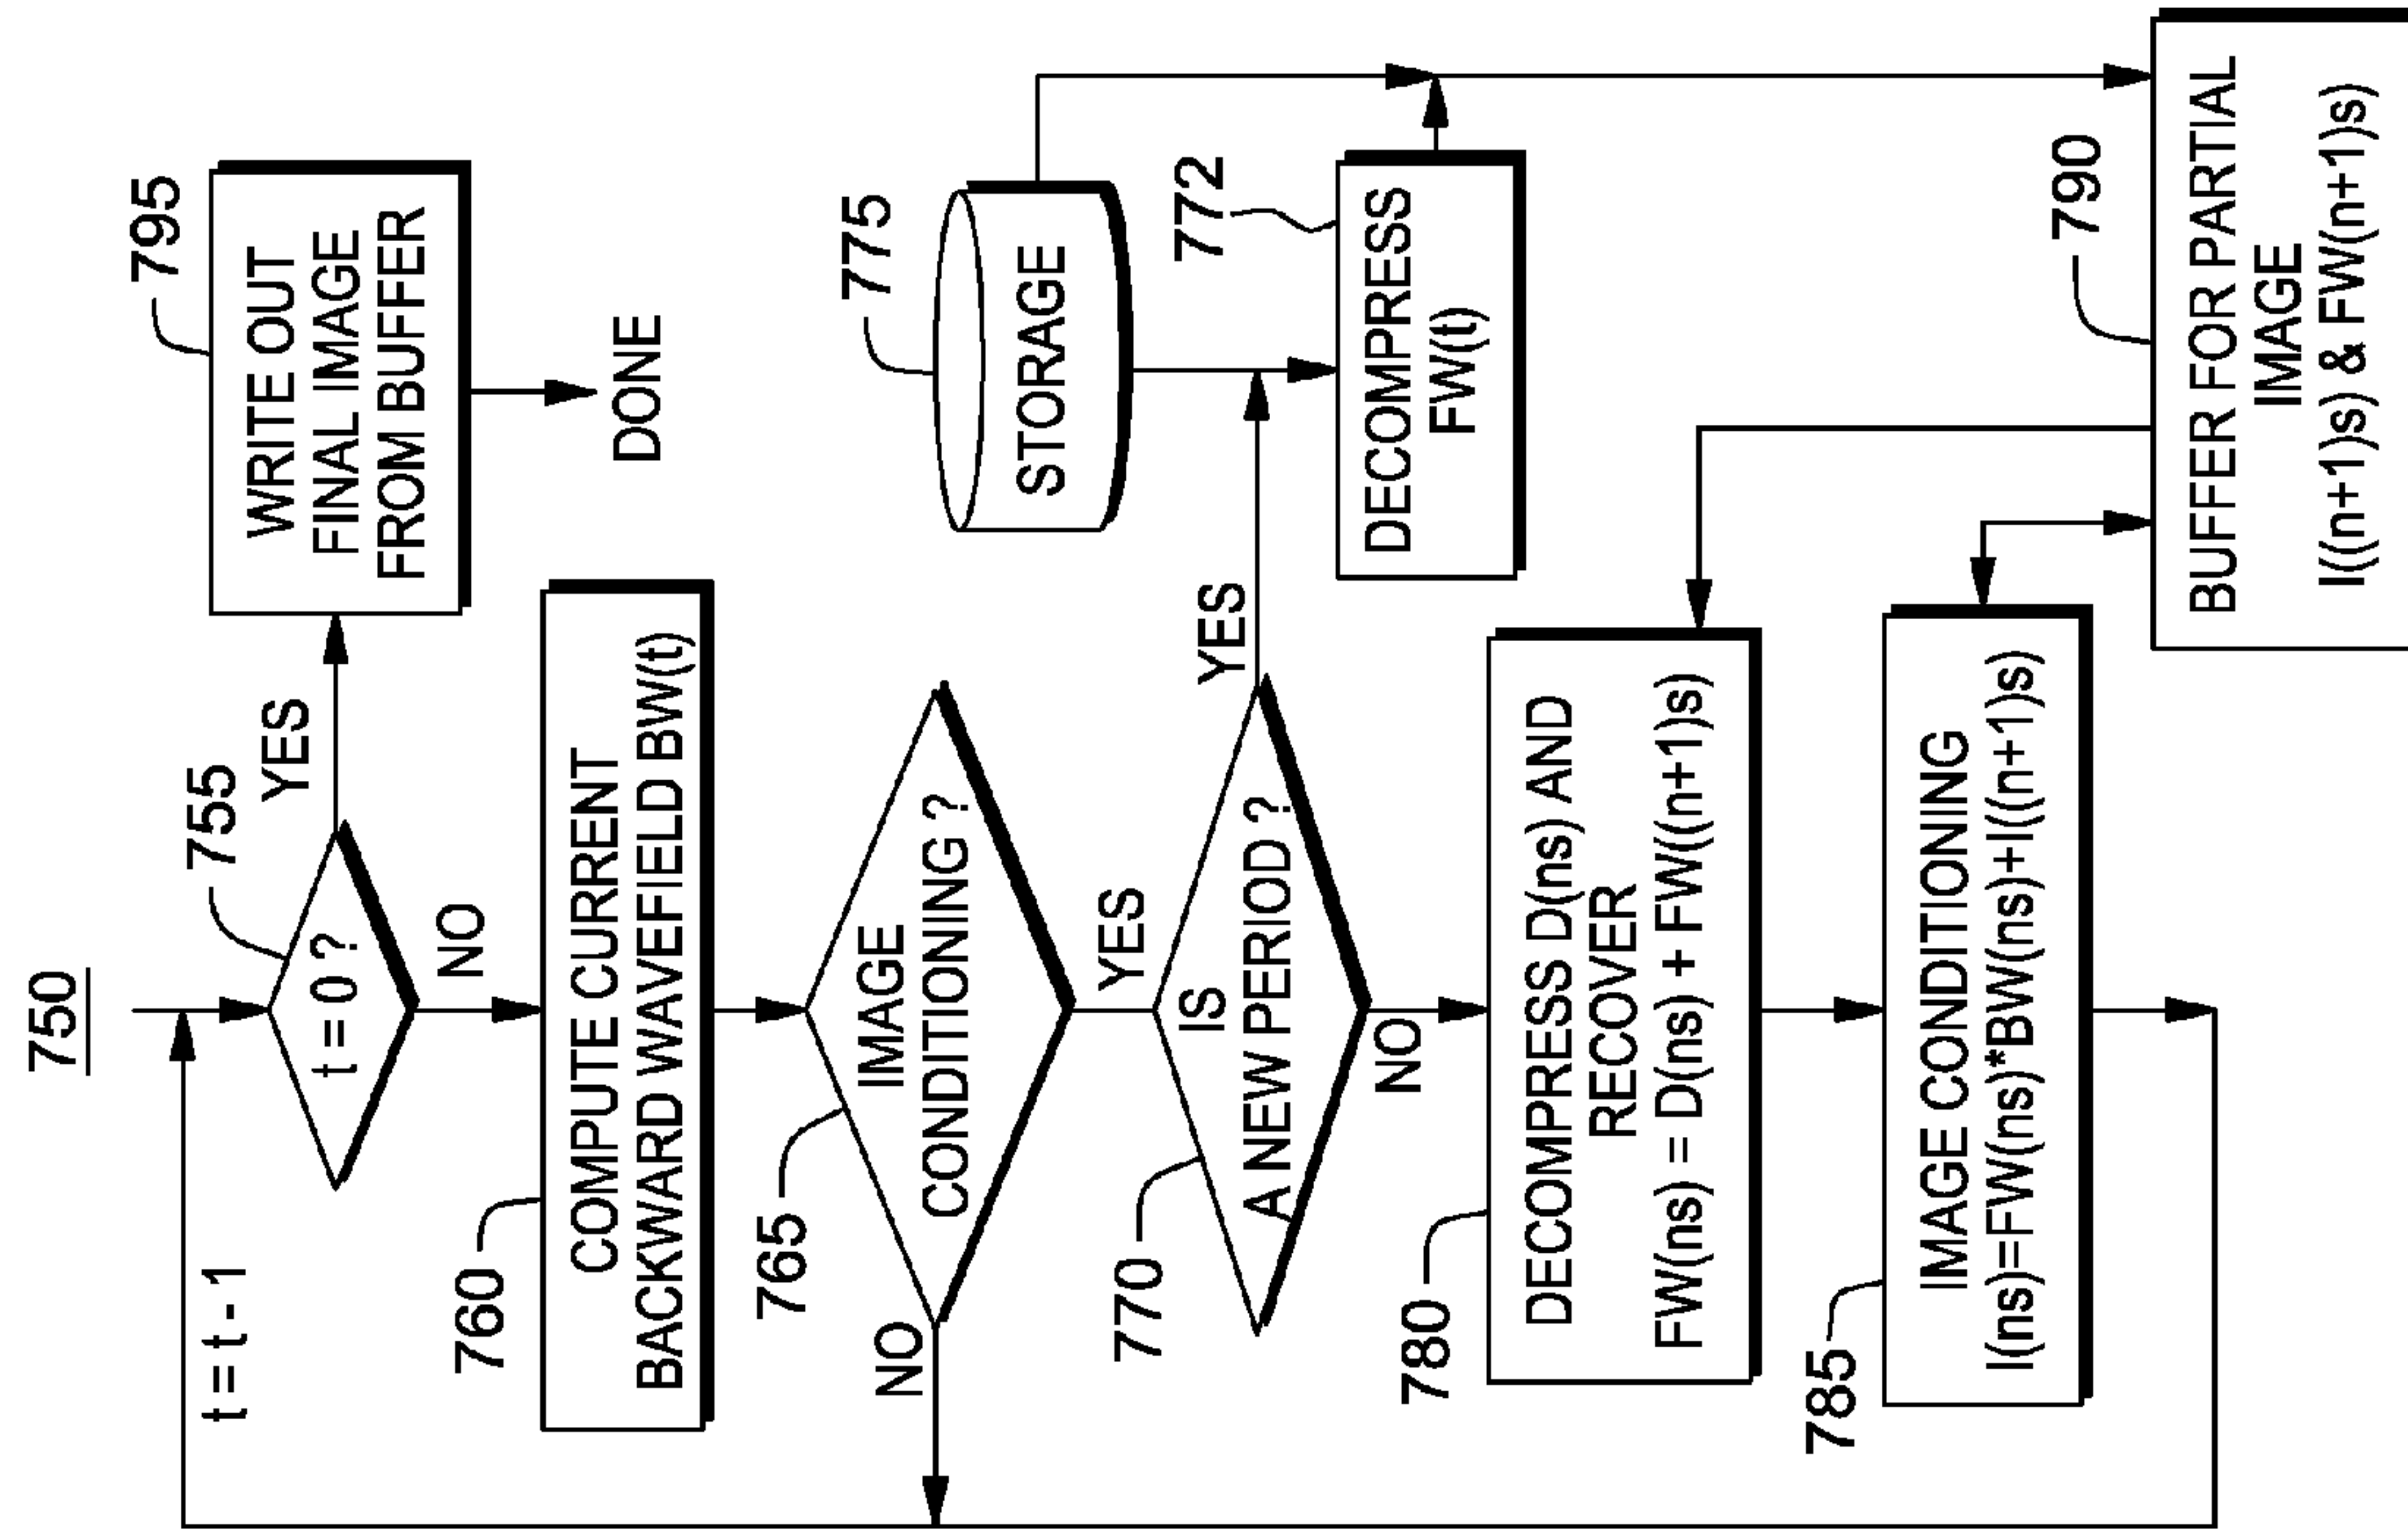 750
t = t - 1
755
t = 0 ?
YES
NO
795
WRITE OUT
FINAL IMAGE
FROM BUFFER
DONE
760
COMPUTE CURRENT
BACKWARD WAVEFIELD BW(t)
765
IMAGE
CONDITIONING ?
NO
YES
770
IS
A NEW PERIOD ?
YES
NO
775
STORAGE
772
DECOMPRESS
FW(t)
780
DECOMPRESS D(ns) AND
RECOVER
FW(ns) = D(ns) + FW((n+1)s)
785
IMAGE CONDITIONING
I(ns)=FW(ns)*BW(ns)+I((n+1)s)
790
BUFFER FOR PARTIAL
IMAGE
I((n+1)s) & FW(n+1)s)